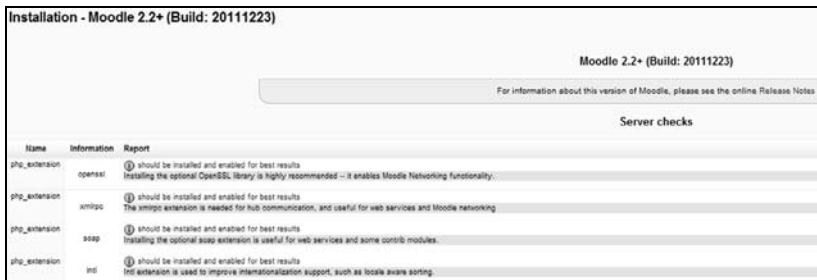 Installation - Moodle 2.2+ (Build: 20111223)
Moodle 2.2+ (Build: 20111223)
For information about this version of Moodle, please see the online Release Notes
Server checks
Name Information Report
php_extension openssl should be installed and enabled for best results
Installing the optional OpenSSL library is highly recommended -- it enables Moodle Networking functionality.
php_extension xmlrpc should be installed and enabled for best results
The xmlrpc extension is needed for hub communication, and useful for web services and Moodle networking
php_extension soap should be installed and enabled for best results
Installing the optional soap extension is useful for web services and some contrib modules.
php_extension intl should be installed and enabled for best results
Intl extension is used to improve internationalization support, such as locale aware sorting.